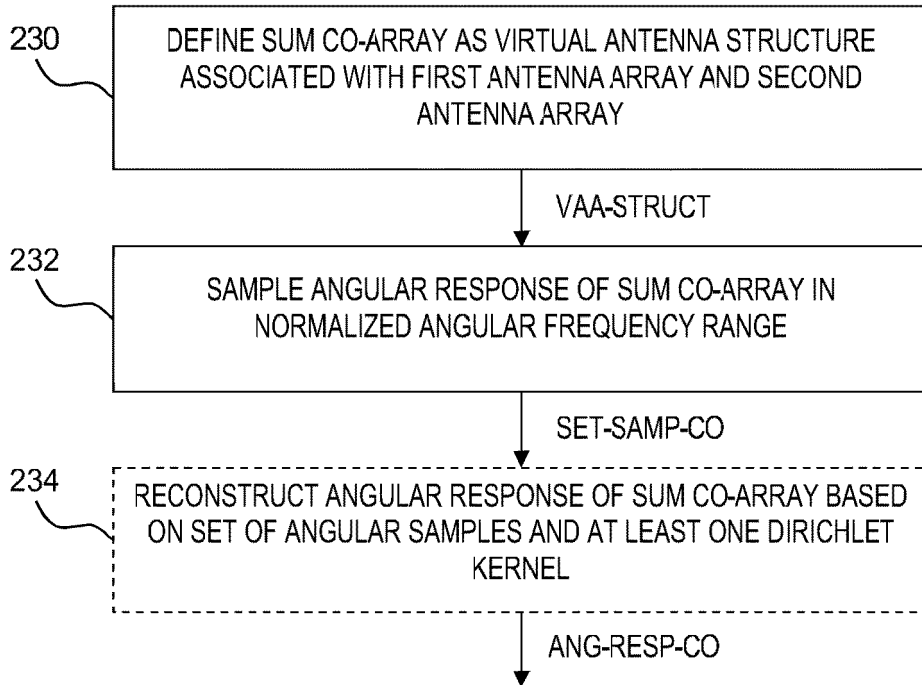 230
DEFINE SUM CO-ARRAY AS VIRTUAL ANTENNA STRUCTURE
ASSOCIATED WITH FIRST ANTENNA ARRAY AND SECOND
ANTENNA ARRAY
VAA-STRUCT
232
SAMPLE ANGULAR RESPONSE OF SUM CO-ARRAY IN
NORMALIZED ANGULAR FREQUENCY RANGE
SET-SAMP-CO
234
RECONSTRUCT ANGULAR RESPONSE OF SUM CO-ARRAY BASED
ON SET OF ANGULAR SAMPLES AND AT LEAST ONE DIRICHLET
KERNEL
ANG-RESP-CO